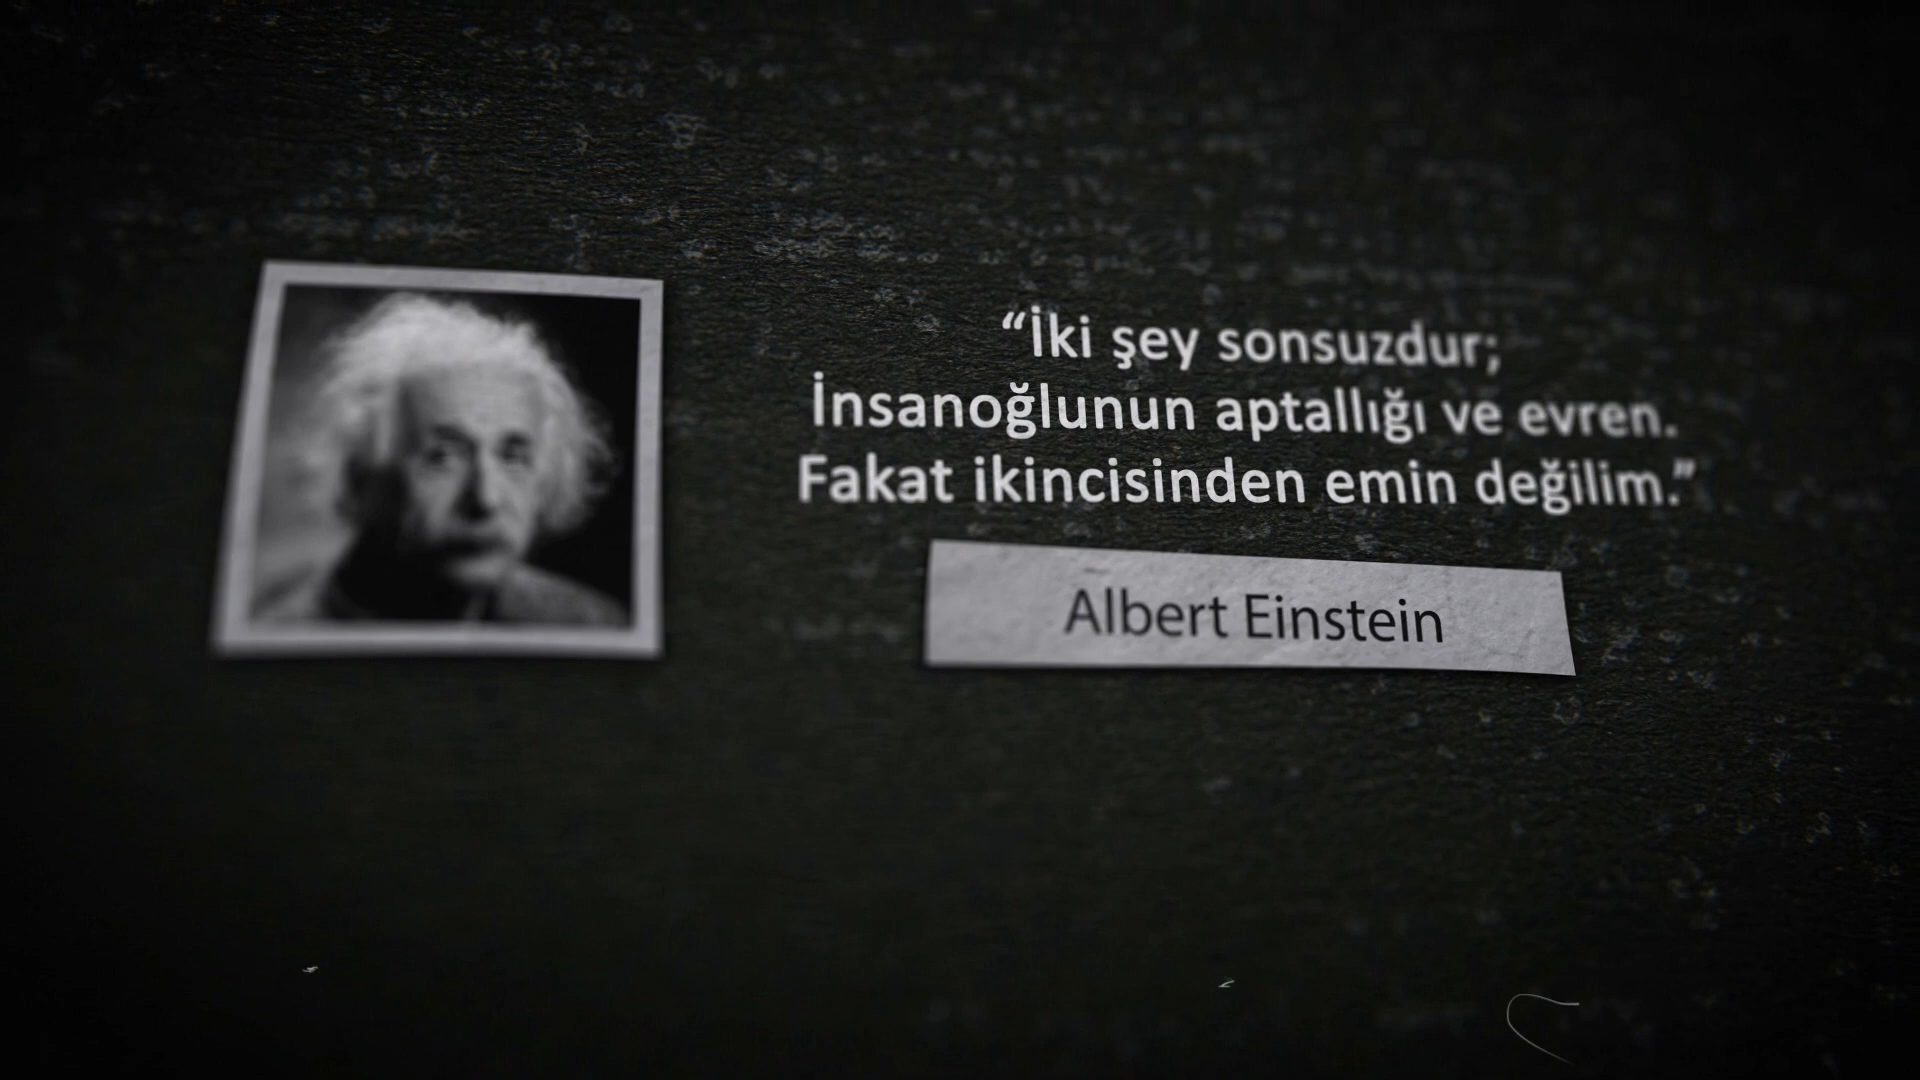 “İki şey sonsuzdur;
İnsanoğlunun aptallığı ve evren.
Fakat ikincisinden emin değilim.”
Albert Einstein